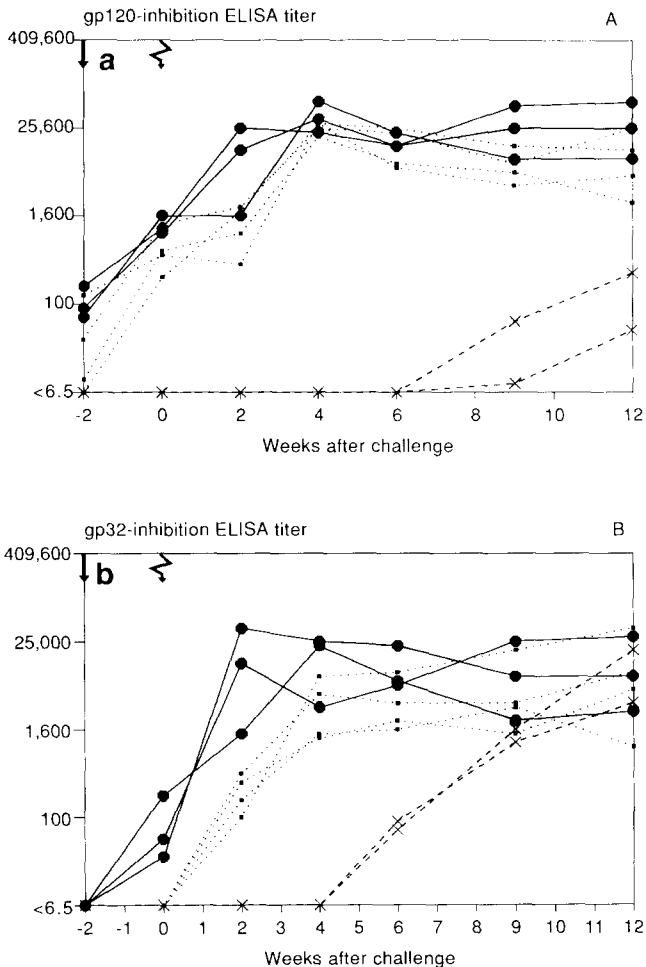 gp120-inhibition ELISA titer A
409,600
a
25,600
1,600
100
<6.5
-2 0 2 4 6 8 10 12
Weeks after challenge
gp32-inhibition ELISA titer B
409,600
b
25,000
1,600
100
<6.5
-2 -1 0 2 3 4 5 6 7 8 9 10 11 12
Weeks after challenge